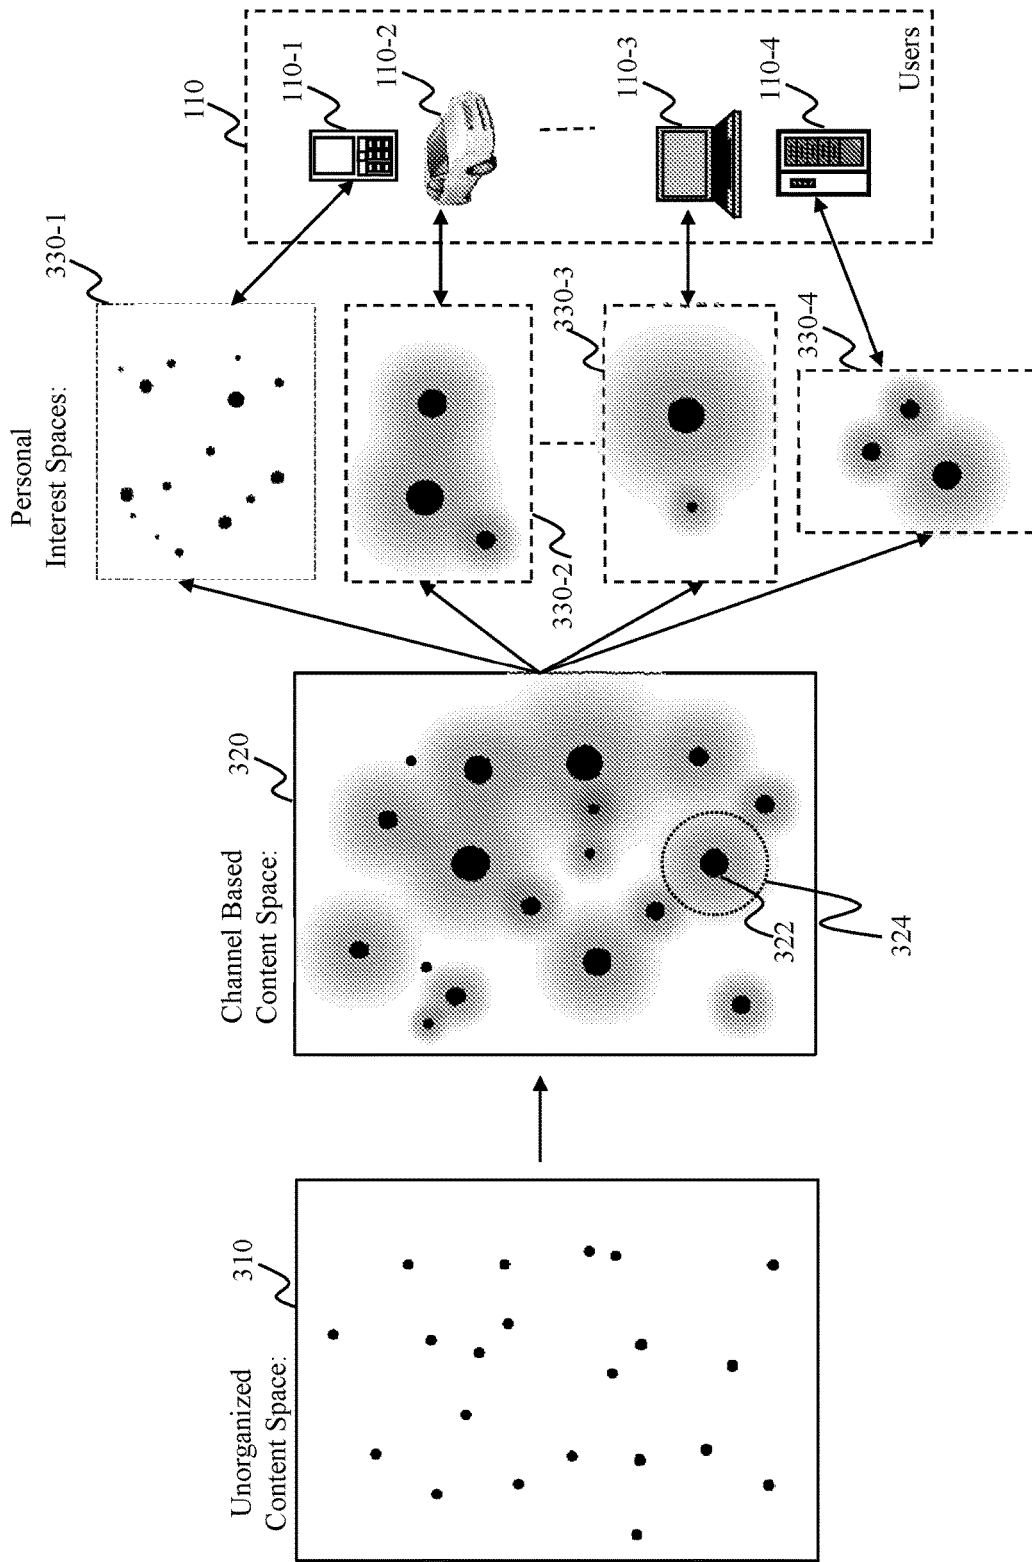 Unorganized
Content Space:
310
Channel Based
Content Space:
320
322
324
Personal
Interest Spaces:
330-1
330-2
330-3
330-4
110
110-1
110-2
110-3
110-4
Users